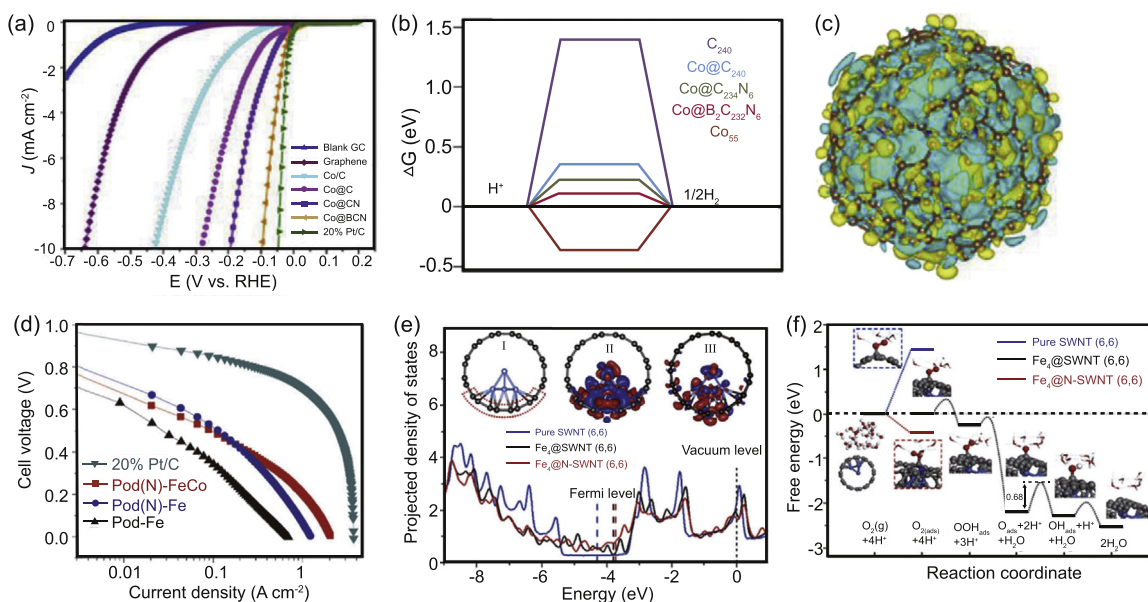 (a)
0
-2
-4
-6
-8
-10
J (mA cm⁻²)
Blank GC
Graphene
Co/C
Co@C
Co@CN
Co@BCN
20% Pt/C
-0.7 -0.6 -0.5 -0.4 -0.3 -0.2 -0.1 0.0 0.1 0.2
E (V vs. RHE)
(b)
1.5
1.0
0.5
0
-0.5
ΔG (eV)
C₂₄₀
Co@C₂₄₀
Co@C₂₃₄N₆
Co@B₂C₂₃₂N₆
Co₅₅
H⁺
1/2H₂
(c)
(d)
1.0
0.8
0.6
0.4
0.2
0.0
Cell voltage (V)
20% Pt/C
Pod(N)-FeCo
Pod(N)-Fe
Pod-Fe
0.01 0.1 1
Current density (A cm⁻²)
(e)
8
6
4
2
0
Projected density of states
I II III
Pure SWNT (6,6)
Fe₄@SWNT (6,6)
Fe₄@N-SWNT (6,6)
Vacuum level
Fermi level
-8 -6 -4 -2 0
Energy (eV)
(f)
2
1
0
-1
-2
-3
Free energy (eV)
Pure SWNT (6,6)
Fe₄@SWNT (6,6)
Fe₄@N-SWNT (6,6)
0.68
O₂(g)
+4H⁺
O₂(ads)
+4H⁺
OOH_ads
+3H⁺
O_ads+2H⁺
+H₂O
OH_ads+H⁺
+H₂O
2H₂O
Reaction coordinate